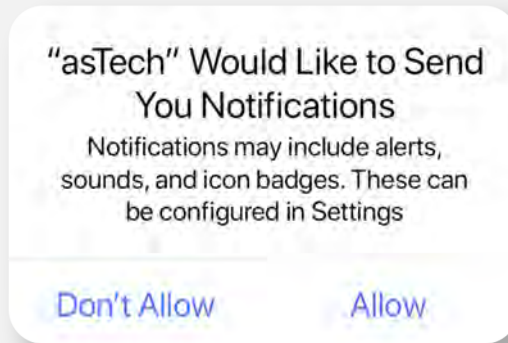 “asTech” Would Like to Send
You Notifications
Notifications may include alerts,
sounds, and icon badges. These can
be configured in Settings
Don't Allow
Allow